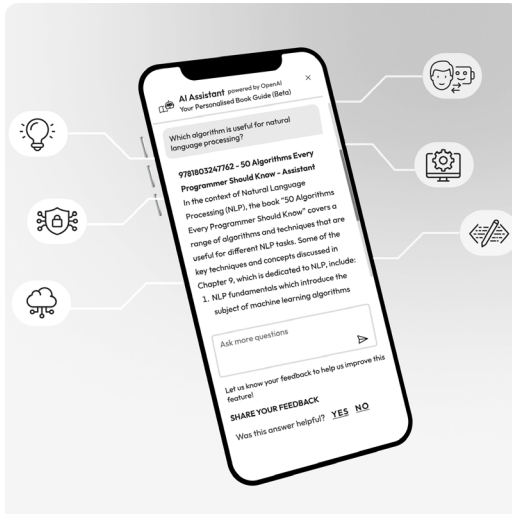 AI Assistant powered by OpenAI
Your Personalised Book Guide (Beta)
Which algorithm is useful for natural
language processing?
9781803247762 - 50 Algorithms Every
Programmer Should Know - Assistant
In the context of Natural Language
Processing (NLP), the book "50 Algorithms
Every Programmer Should Know" covers a
range of algorithms and techniques that are
useful for different NLP tasks. Some of the
key techniques and concepts discussed in
Chapter 9, which is dedicated to NLP, include:
1. NLP fundamentals which introduce the
subject of machine learning algorithms
Ask more questions
Let us know your feedback to help us improve this
feature!
SHARE YOUR FEEDBACK
Was this answer helpful? YES NO